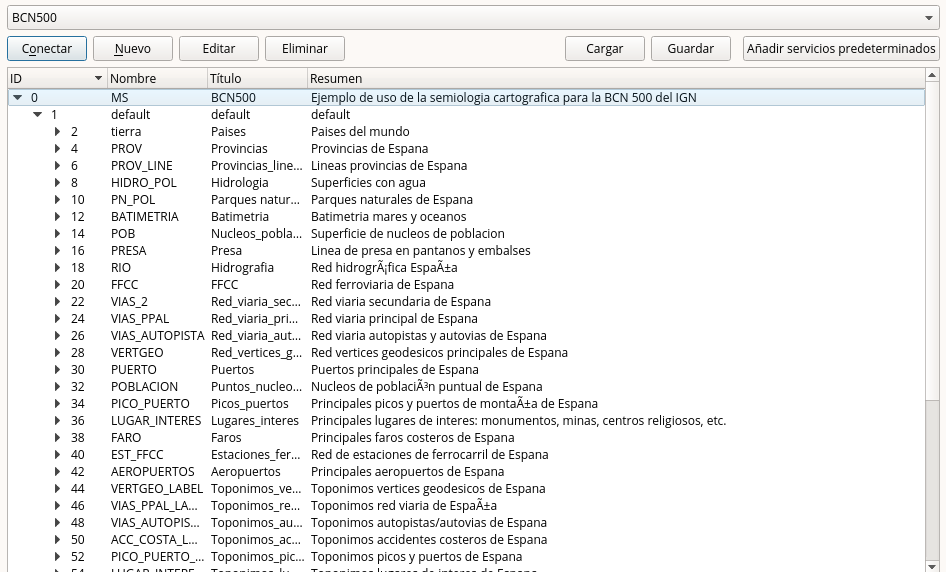 BCN500
Conectar Nuevo Editar Eliminar Cargar Guardar Añadir servicios predeterminados
ID Nombre Título Resumen
0 MS BCN500 Ejemplo de uso de la semiologia cartografica para la BCN 500 del IGN
1 default default default
2 tierra Paises Paises del mundo
4 PROV Provincias Provincias de Espana
6 PROV_LINE Provincias_line... Lineas provincias de Espana
8 HIDRO_POL Hidrologia Superficies con agua
10 PN_POL Parques natur... Parques naturales de Espana
12 BATIMETRIA Batimetria Batimetria mares y oceanos
14 POB Nucleos_pobla... Superficie de nucleos de poblacion
16 PRESA Presa Linea de presa en pantanos y embalses
18 RIO Hidrografia Red hidrogrÃ¡fica EspaÃ±a
20 FFCC FFCC Red ferroviaria de Espana
22 VIAS_2 Red_viaria_sec... Red viaria secundaria de Espana
24 VIAS_PPAL Red_viaria_pri... Red viaria principal de Espana
26 VIAS_AUTOPISTA Red_viaria_aut... Red viaria autopistas y autovias de Espana
28 VERTGEO Red_vertices_g... Red vertices geodesicos principales de Espana
30 PUERTO Puertos Puertos principales de Espana
32 POBLACION Puntos_nucleo... Nucleos de poblaciÃ³n puntual de Espana
34 PICO_PUERTO Picos_puertos Principales picos y puertos de montaÃ±a de Espana
36 LUGAR_INTERES Lugares_interes Principales lugares de interes: monumentos, minas, centros religiosos, etc.
38 FARO Faros Principales faros costeros de Espana
40 EST_FFCC Estaciones_fer... Red de estaciones de ferrocarril de Espana
42 AEROPUERTOS Aeropuertos Principales aeropuertos de Espana
44 VERTGEO_LABEL Toponimos_ve... Toponimos vertices geodesicos de Espana
46 VIAS_PPAL_LA... Toponimos_re... Toponimos red viaria de EspaÃ±a
48 VIAS_AUTOPIS... Toponimos_au... Toponimos autopistas/autovias de Espana
50 ACC_COSTA_L... Toponimos_ac... Toponimos accidentes costeros de Espana
52 PICO_PUERTO_... Toponimos_pic... Toponimos picos y puertos de Espana
54 LUGAR_INTERE... Toponimos_lu... Toponimos lugares de interes de Espana